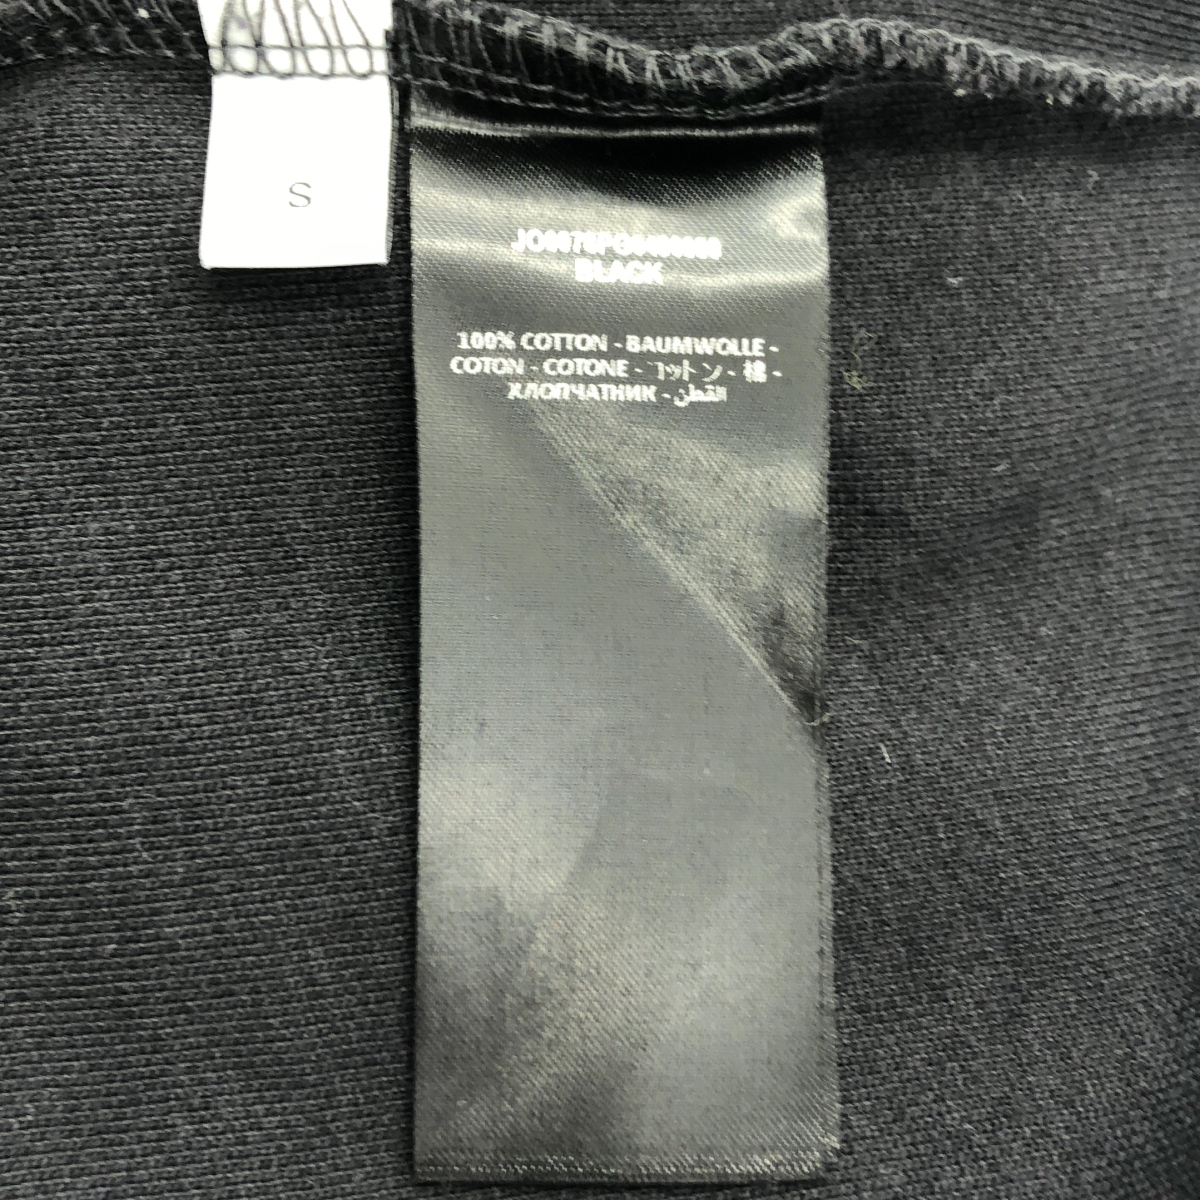 S
BLACK
100% COTTON - BAUMWOLLE -
COTON - COTONE - コットン - 棉 -
ХЛОПЧАТНИК - القطن